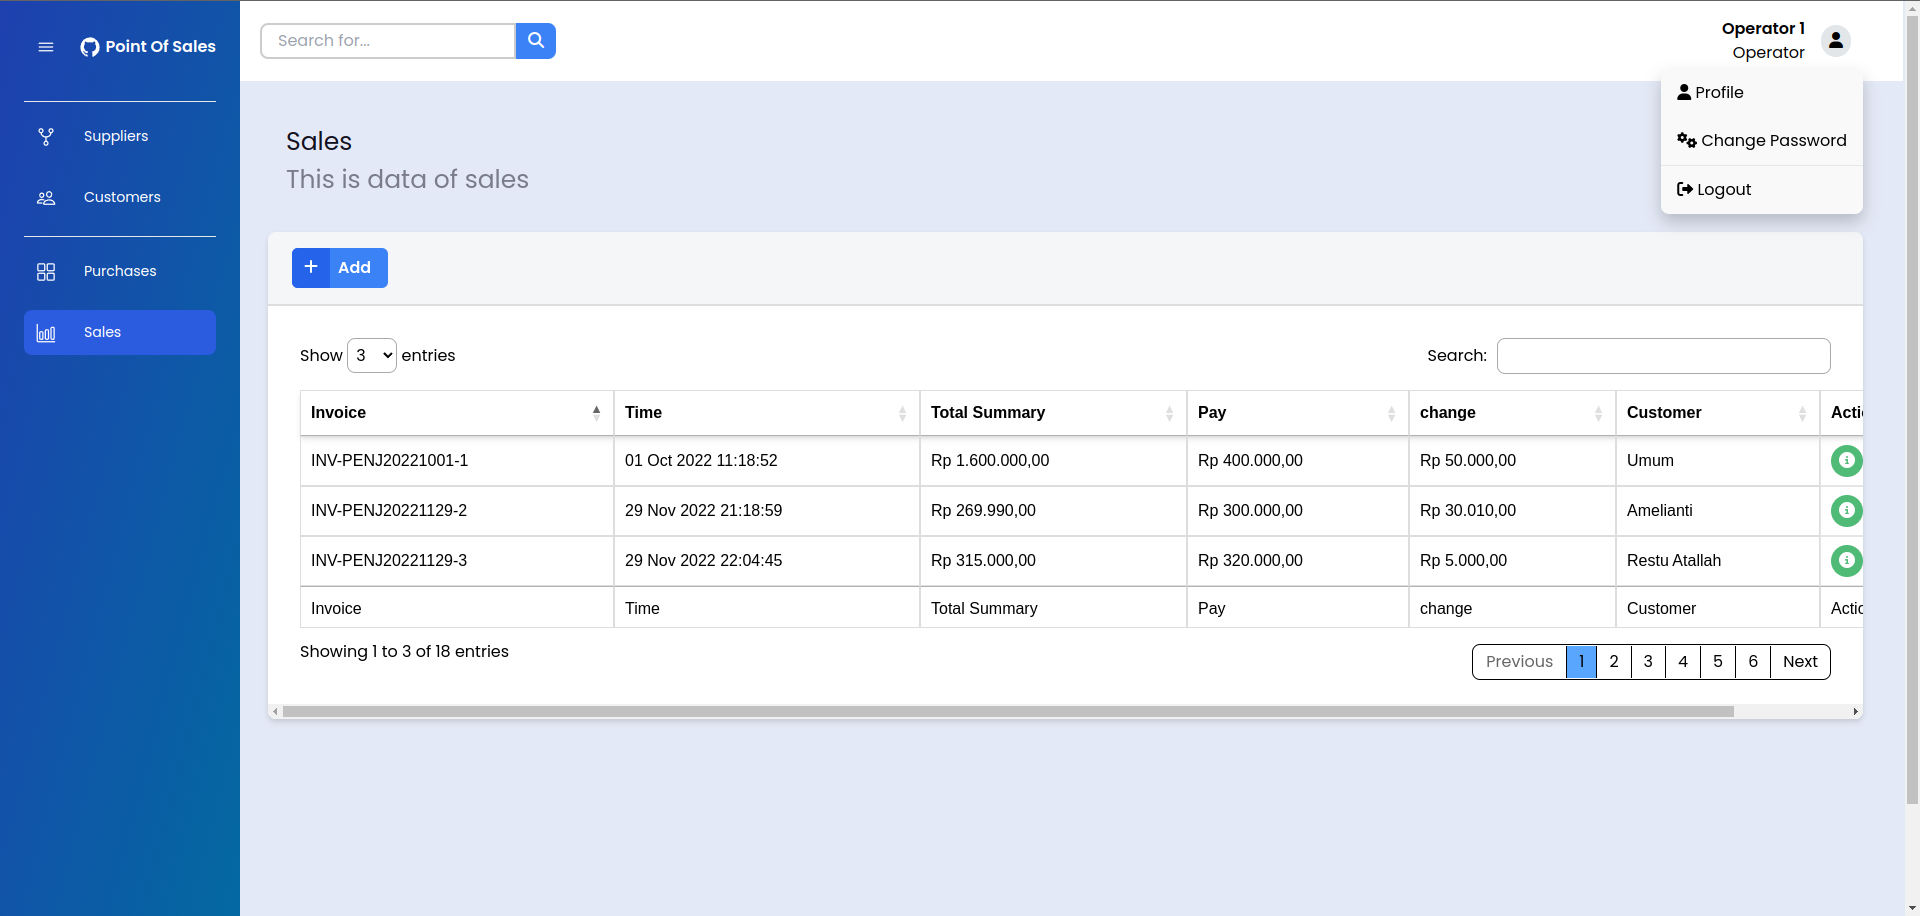 Point Of Sales
Search for...
Operator 1
Operator
Profile
Change Password
Logout
Suppliers
Customers
Purchases
Sales
Sales
This is data of sales
+ Add
Show 3 entries
Search:
Invoice Time Total Summary Pay change Customer Actic
INV-PENJ20221001-1 01 Oct 2022 11:18:52 Rp 1.600.000,00 Rp 400.000,00 Rp 50.000,00 Umum
INV-PENJ20221129-2 29 Nov 2022 21:18:59 Rp 269.990,00 Rp 300.000,00 Rp 30.010,00 Amelianti
INV-PENJ20221129-3 29 Nov 2022 22:04:45 Rp 315.000,00 Rp 320.000,00 Rp 5.000,00 Restu Atallah
Invoice Time Total Summary Pay change Customer Actic
Showing 1 to 3 of 18 entries
Previous 1 2 3 4 5 6 Next